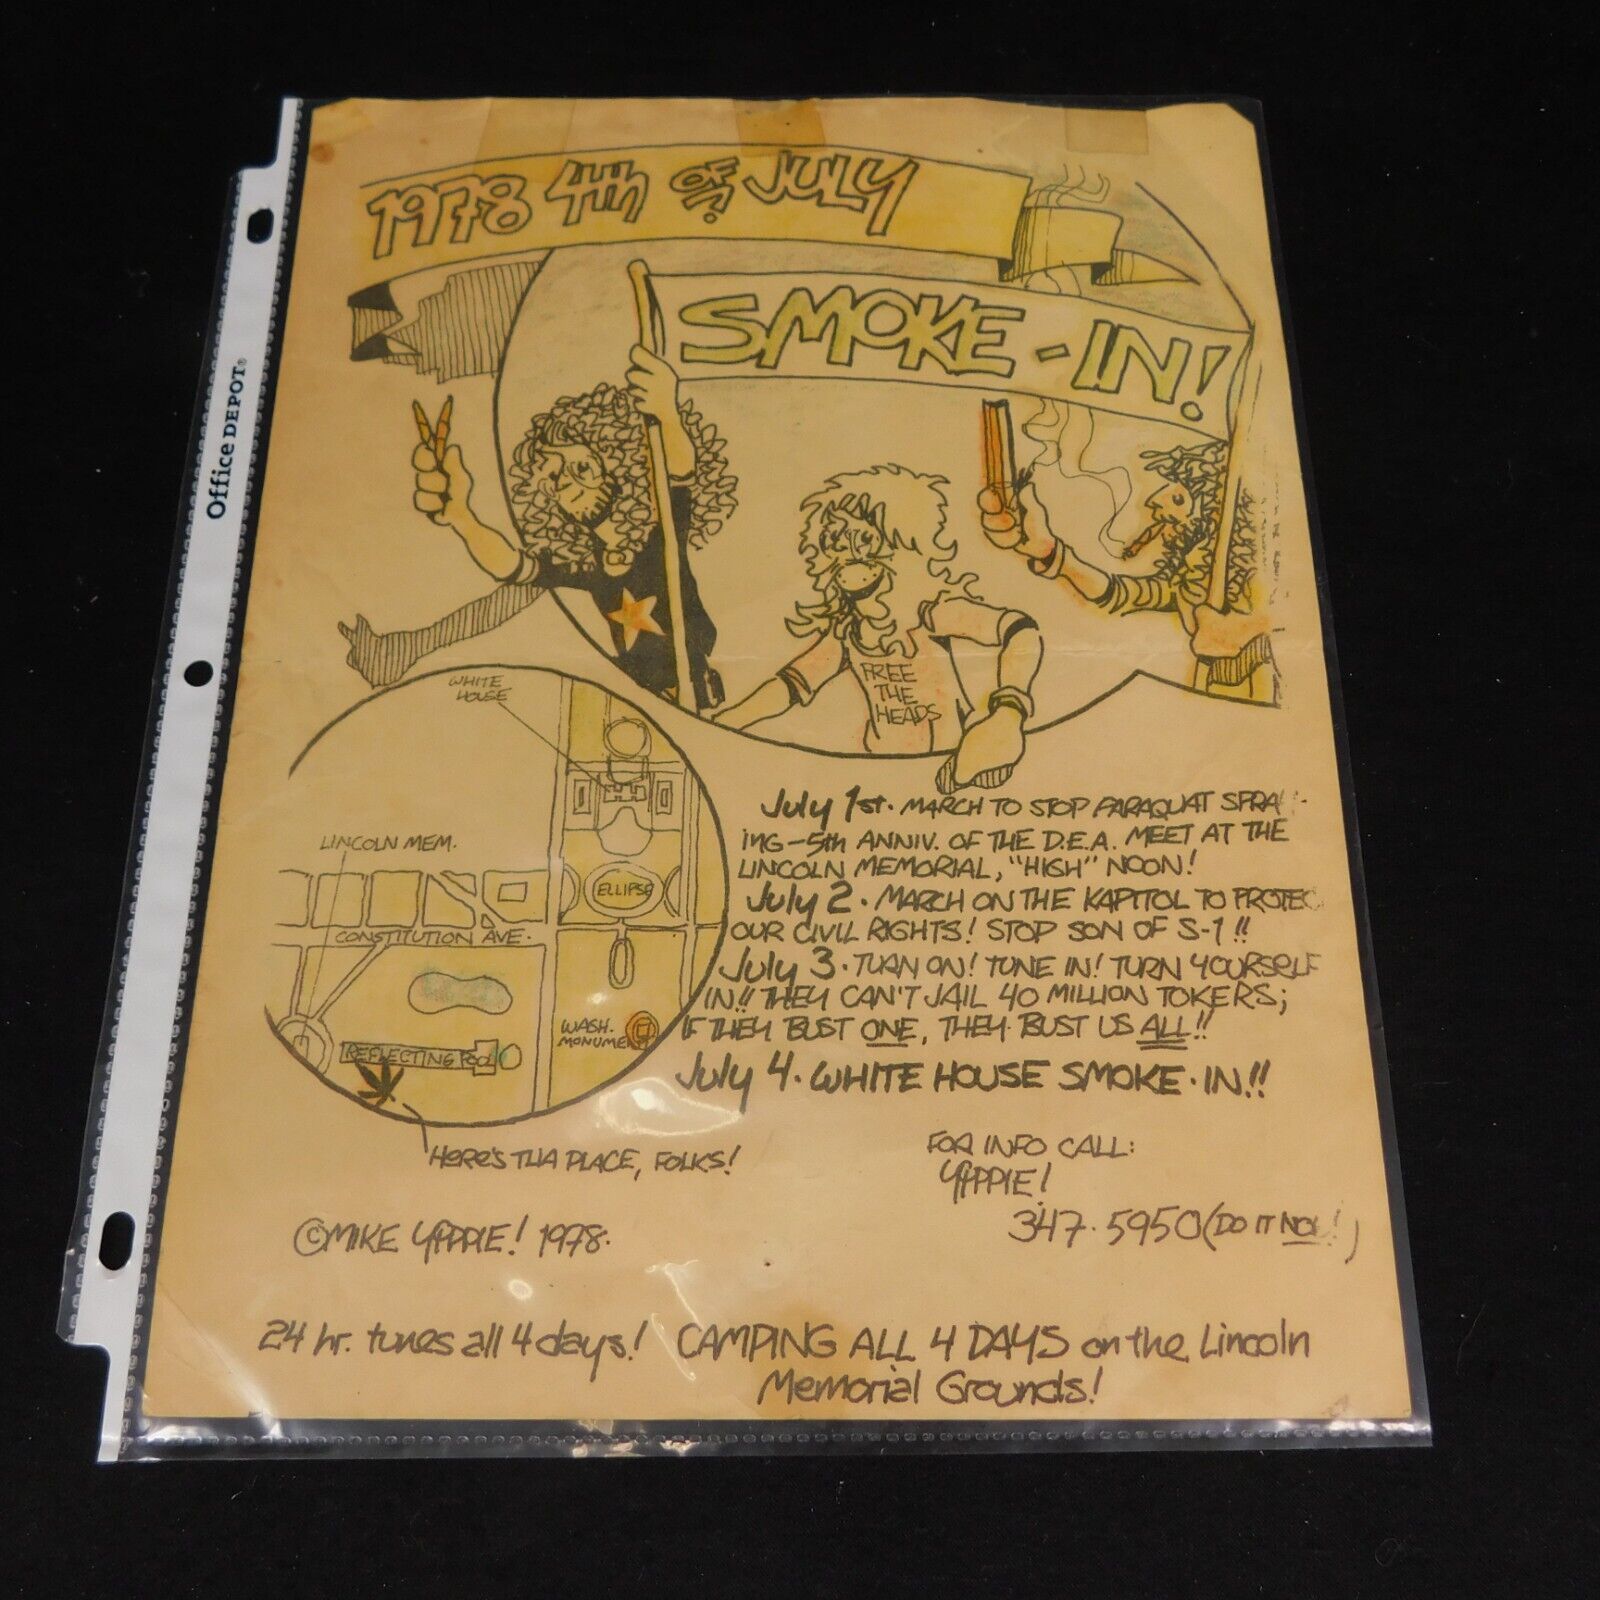 1978 4TH OF JULY
SMOKE-IN!
Office DEPOT®
FREE
THE
HEADS
WHITE
HOUSE
LINCOLN MEM.
ELLIPSE
CONSTITUTION AVE.
WASH.
MONUMENT
REFLECTING POOL
HERE'S THA PLACE, FOLKS!
July 1st. MARCH TO STOP PARAQUAT SPRAY-
ING-5th ANNIV. OF THE D.E.A. MEET AT THE
LINCOLN MEMORIAL, "HIGH" NOON!
July 2. MARCH ON THE KAPITOL TO PROTEC
OUR CIVIL RIGHTS! STOP SON OF S-1!!
July 3. TURN ON! TUNE IN! TURN YOURSELF
IN!! THEY CAN'T JAIL 40 MILLION TOKERS;
IF THEY BUST ONE, THEY BUST US ALL!!
July 4. WHITE HOUSE SMOKE-IN!!
FOR INFO CALL:
YIPPIE!
347-5950 (DO IT NOW!)
©MIKE YIPPIE! 1978.
24 hr. tunes all 4 days! CAMPING ALL 4 DAYS on the Lincoln
Memorial Grounds!